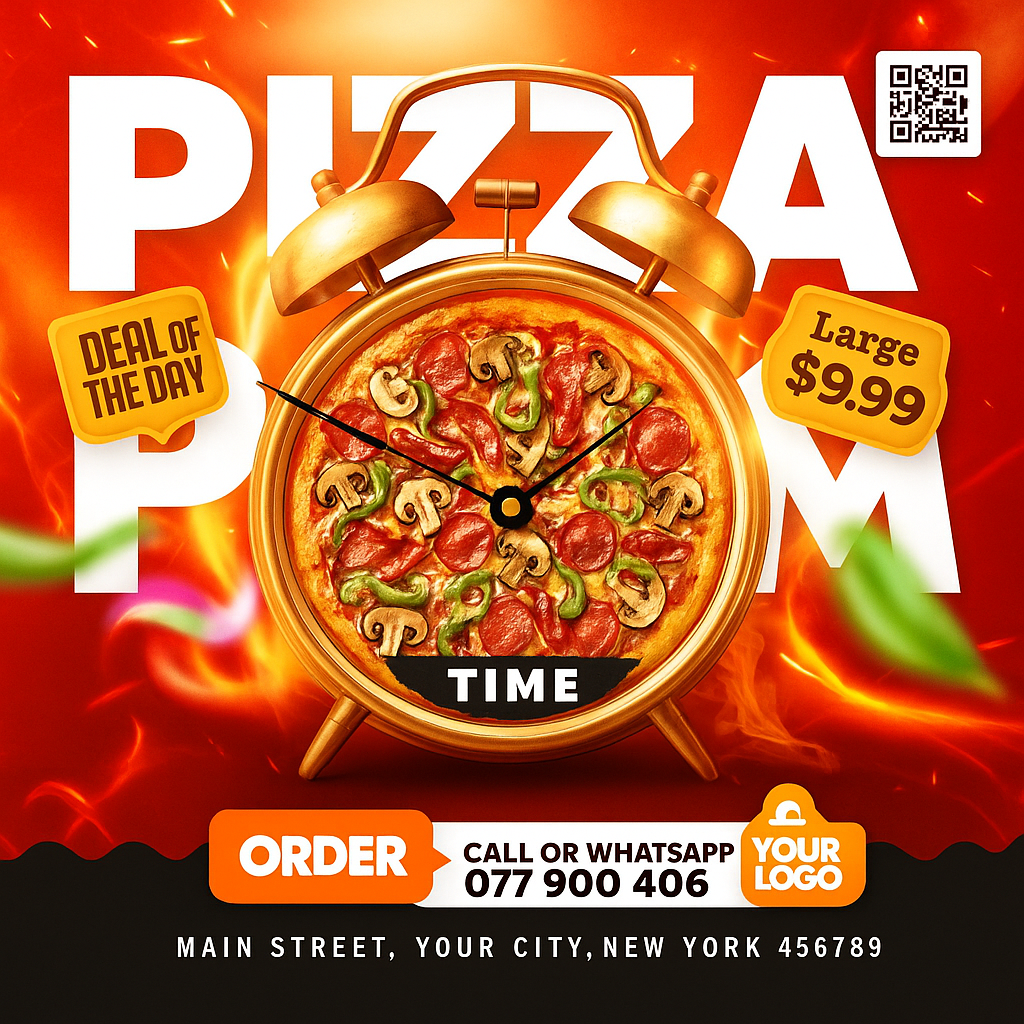 PIZZA
DEAL OF
THE DAY
Large
$9.99
P M
TIME
ORDER
CALL OR WHATSAPP
077 900 406
YOUR
LOGO
MAIN STREET, YOUR CITY, NEW YORK 456789